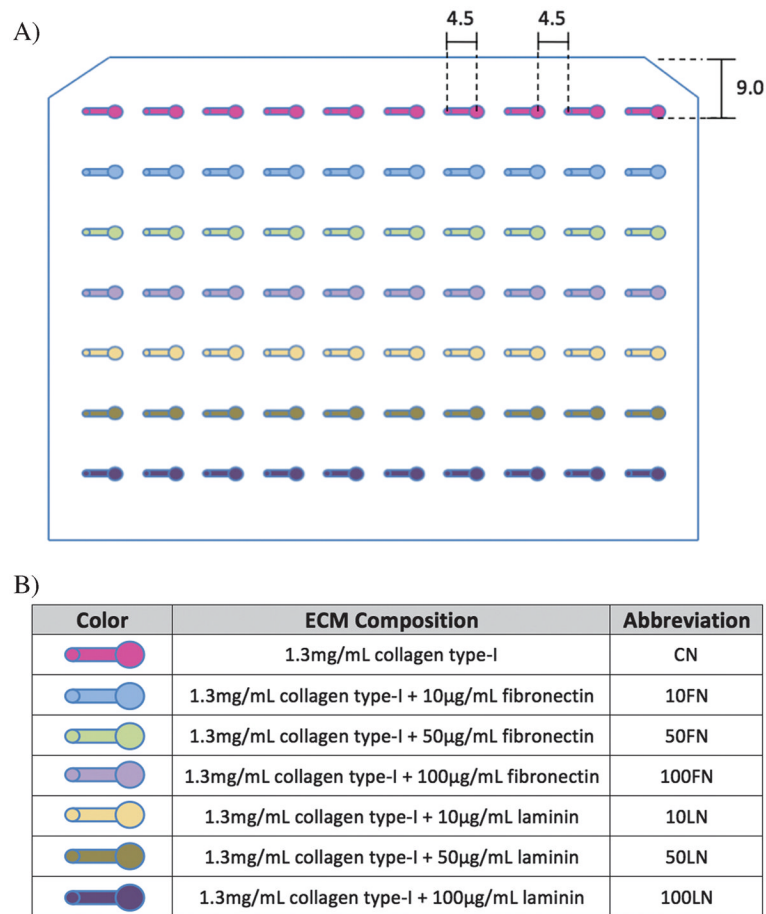 A)
4.5
4.5
9.0
B)
Color
ECM Composition
Abbreviation
1.3mg/mL collagen type-I
CN
1.3mg/mL collagen type-I + 10µg/mL fibronectin
10FN
1.3mg/mL collagen type-I + 50µg/mL fibronectin
50FN
1.3mg/mL collagen type-I + 100µg/mL fibronectin
100FN
1.3mg/mL collagen type-I + 10µg/mL laminin
10LN
1.3mg/mL collagen type-I + 50µg/mL laminin
50LN
1.3mg/mL collagen type-I + 100µg/mL laminin
100LN